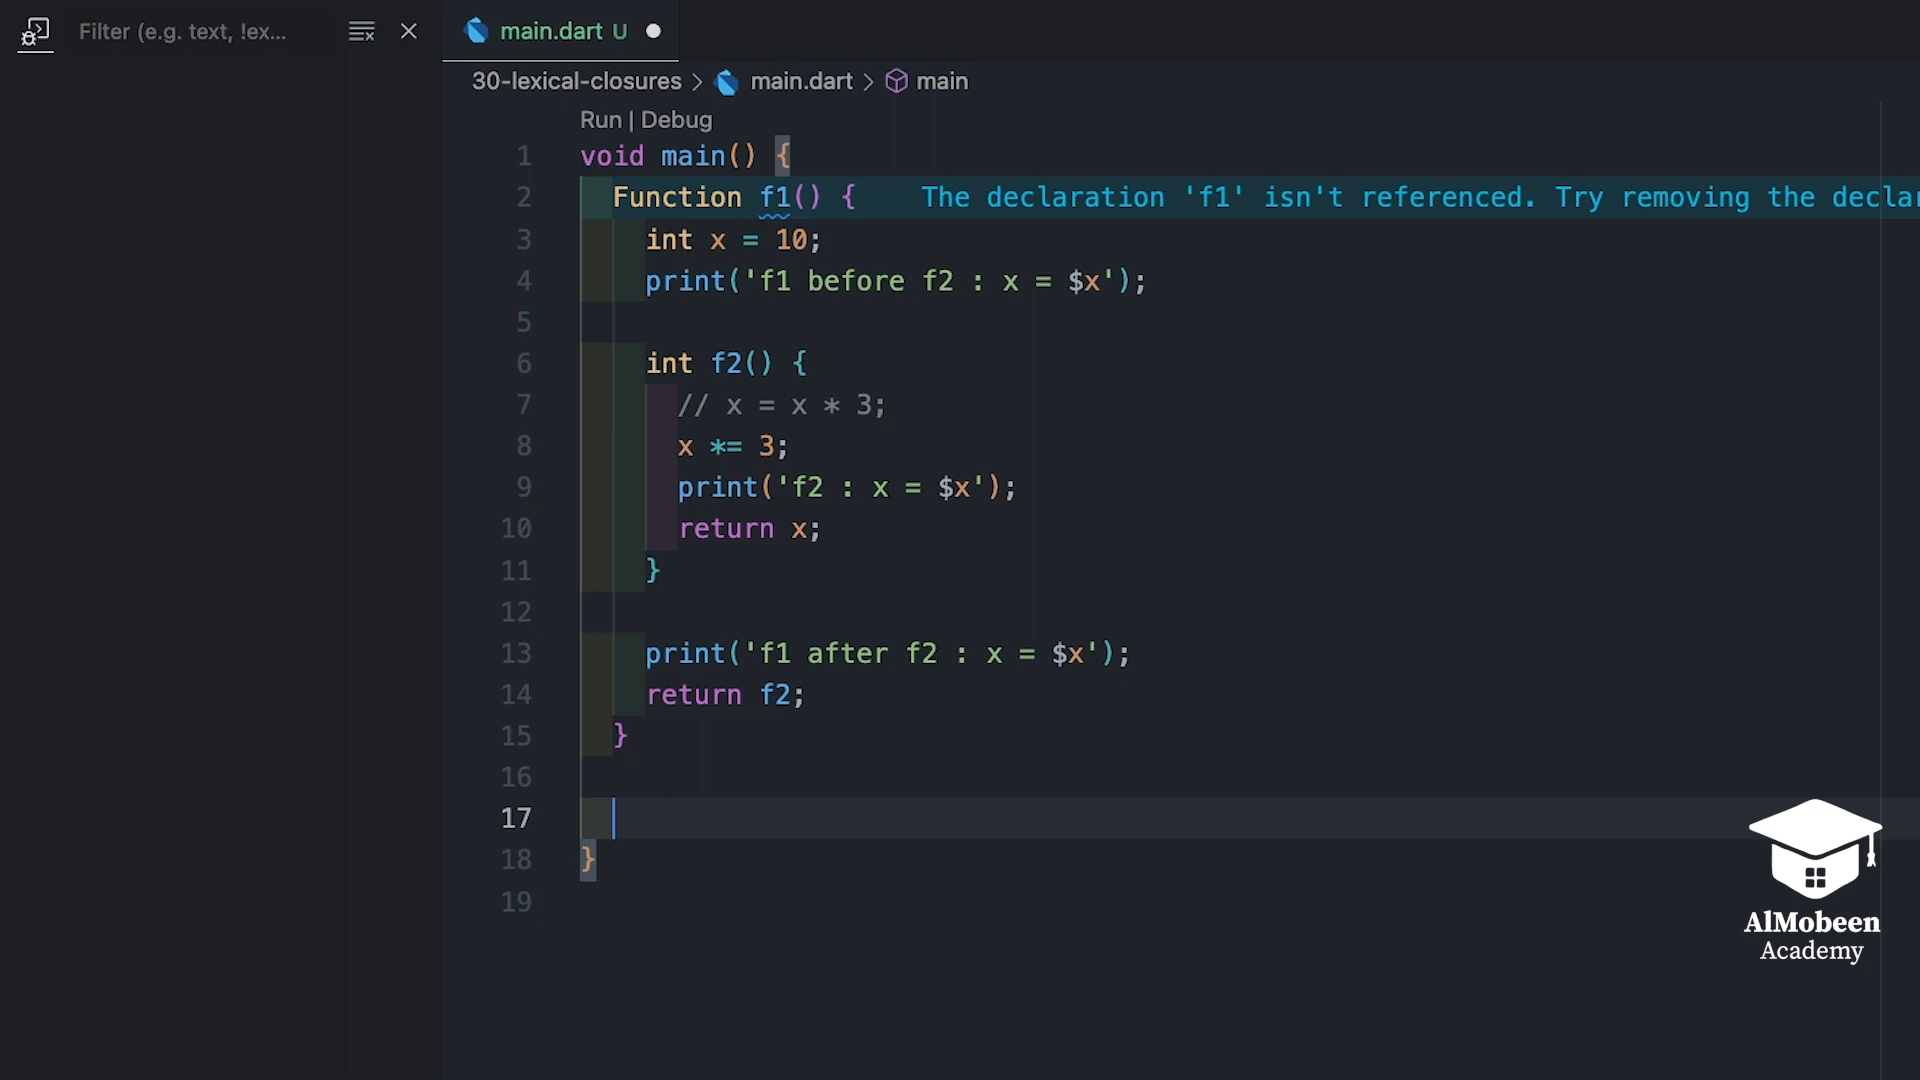 Filter (e.g. text, !ex...
main.dart U
30-lexical-closures > main.dart > main
Run | Debug
1 void main() {
2 Function f1() { The declaration 'f1' isn't referenced. Try removing the declar
3 int x = 10;
4 print('f1 before f2 : x = $x');
5
6 int f2() {
7 // x = x * 3;
8 x *= 3;
9 print('f2 : x = $x');
10 return x;
11 }
12
13 print('f1 after f2 : x = $x');
14 return f2;
15 }
16
17
18 }
19
AlMobeen
Academy